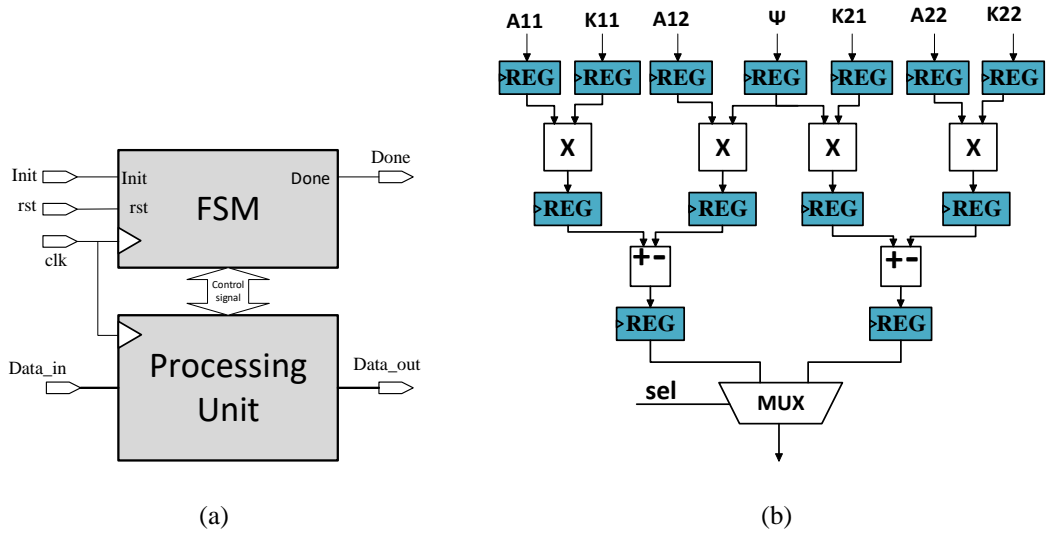 Init
rst
clk
Init
rst
Done
FSM
Done
Control
signal
Data_in
Processing
Unit
Data_out
(a)
A11 K11 A12 Ψ K21 A22 K22
REG REG REG REG REG REG REG
X X X X
REG REG REG REG
+- +-
REG REG
sel
MUX
(b)